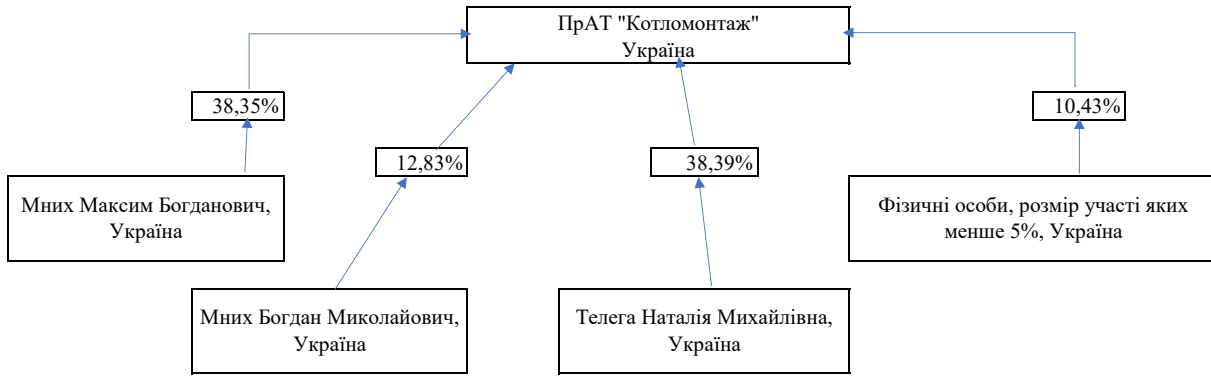 ПрАТ "Котломонтаж"
Україна
38,35%
10,43%
12,83%
38,39%
Мних Максим Богданович,
Україна
Фізичні особи, розмір участі яких
менше 5%, Україна
Мних Богдан Миколайович,
Україна
Телега Наталія Михайлівна,
Україна